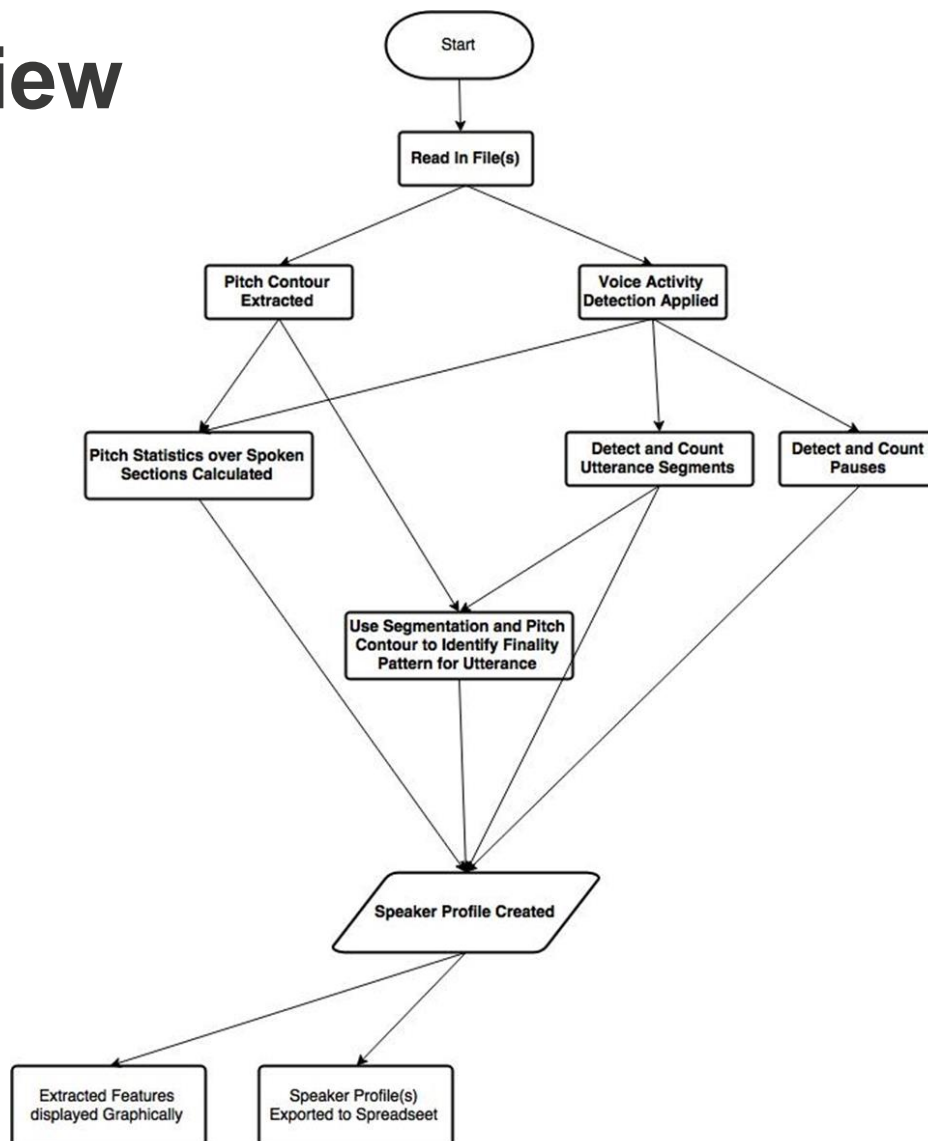 iew
Start
Read In File(s)
Pitch Contour
Extracted
Voice Activity
Detection Applied
Pitch Statistics over Spoken
Sections Calculated
Detect and Count
Utterance Segments
Detect and Count
Pauses
Use Segmentation and Pitch
Contour to Identify Finality
Pattern for Utterance
Speaker Profile Created
Extracted Features
displayed Graphically
Speaker Profile(s)
Exported to Spreadseet